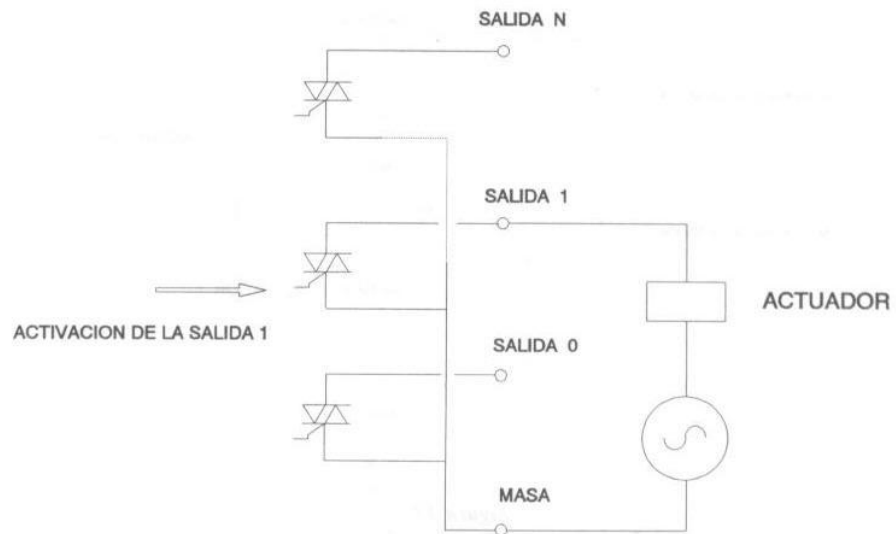 SALIDA N
SALIDA 1
ACTUADOR
ACTIVACION DE LA SALIDA 1
SALIDA 0
MASA